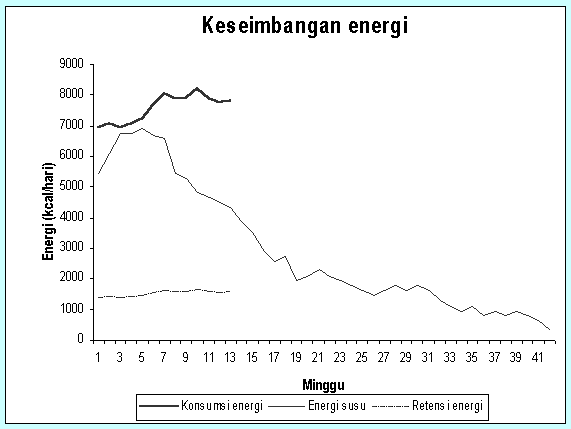 Keseimbangan energi
Energi (kcal/hari)
9000
8000
7000
6000
5000
4000
3000
2000
1000
0
1 3 5 7 9 11 13 15 17 19 21 23 25 27 29 31 33 35 37 39 41
Minggu
Konsumsi energi Energi susu Retensi energi